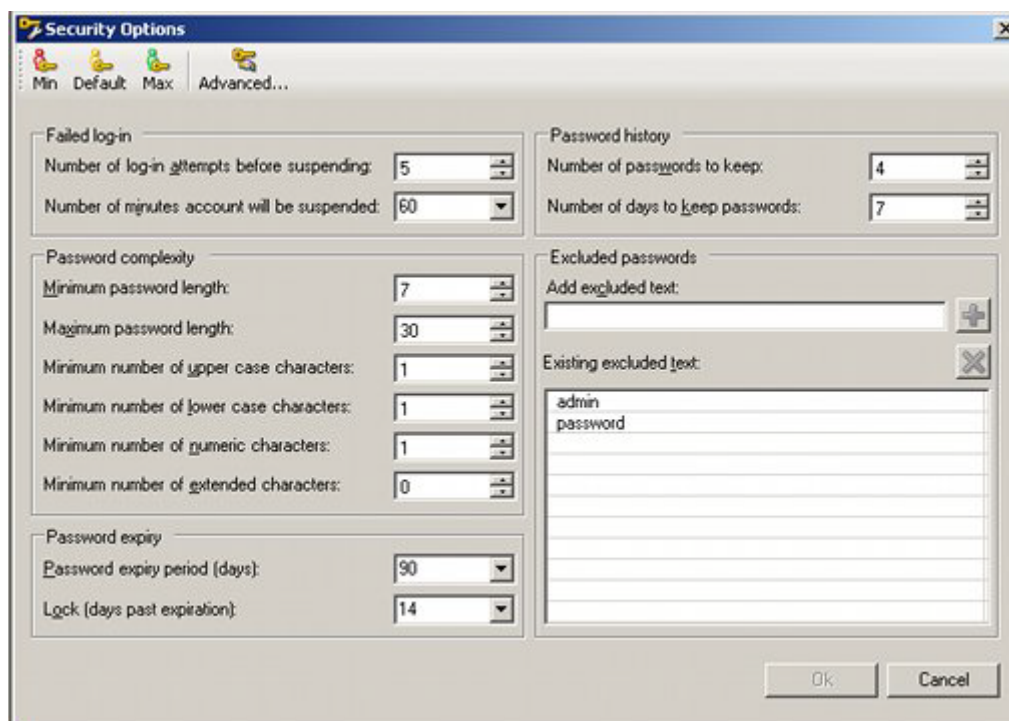 Security Options
Min Default Max Advanced...
Failed log-in
Number of log-in attempts before suspending: 5
Number of minutes account will be suspended: 60
Password complexity
Minimum password length: 7
Maximum password length: 30
Minimum number of upper case characters: 1
Minimum number of lower case characters: 1
Minimum number of numeric characters: 1
Minimum number of extended characters: 0
Password expiry
Password expiry period (days): 90
Lock (days past expiration): 14
Password history
Number of passwords to keep: 4
Number of days to keep passwords: 7
Excluded passwords
Add excluded text:
Existing excluded text:
admin
password
Ok Cancel